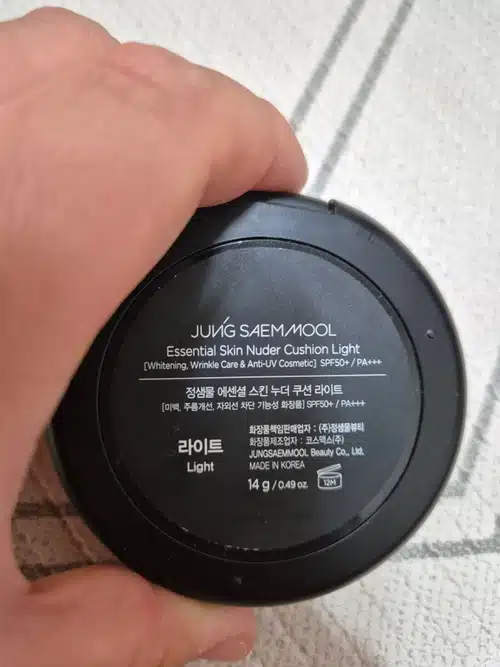 JUNG SAEMMOOL
Essential Skin Nuder Cushion Light
[Whitening, Wrinkle Care & Anti-UV Cosmetic] SPF50+ / PA+++
정샘물 에센셜 스킨 누더 쿠션 라이트
[미백, 주름개선, 자외선 차단 기능성 화장품] SPF50+ / PA+++
라이트
Light
화장품책임판매업자 : (주)정샘물뷰티
화장품제조업자 : 코스맥스(주)
JUNGSAEMMOOL Beauty Co., Ltd.
MADE IN KOREA
14 g / 0.49 oz.
12M